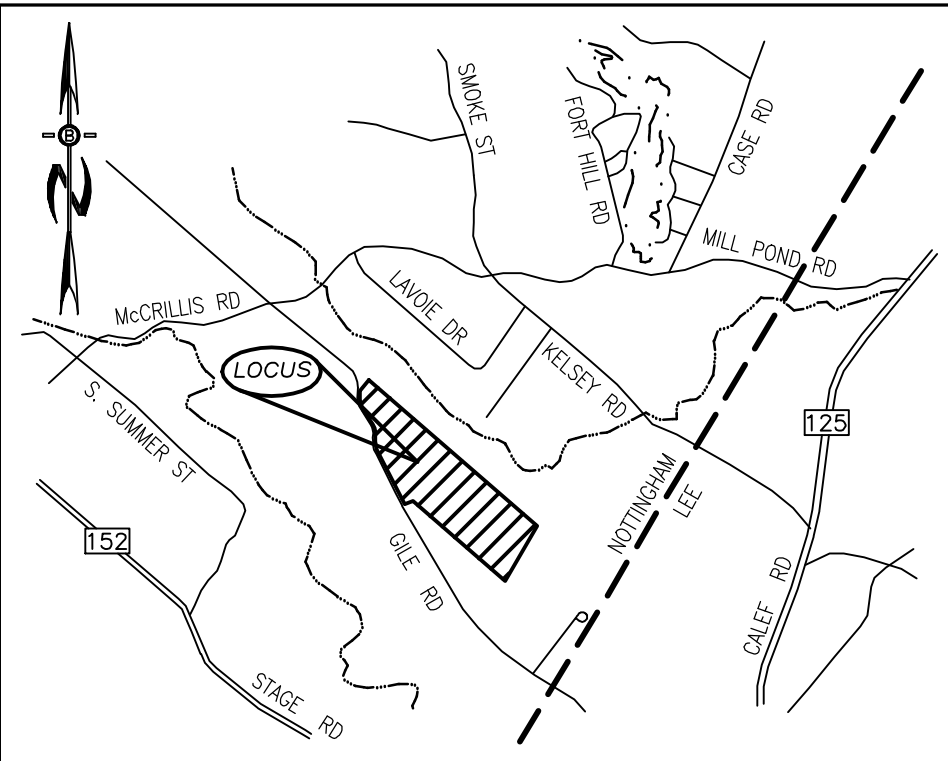 SMOKE ST
FORT HILL RD
CASE RD
B
N
MILL POND RD
LAVOIE DR
McCRILLIS RD
LOCUS
KELSEY RD
S. SUMMER ST
125
NOTTINGHAM
LEE
152
GILE RD
CALEF RD
STAGE RD